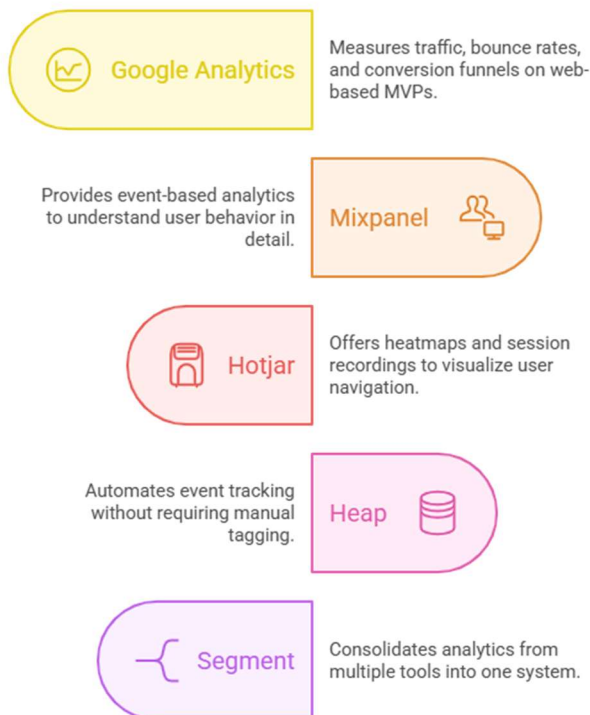 Google Analytics
Measures traffic, bounce rates,
and conversion funnels on web-
based MVPs.
Provides event-based analytics
to understand user behavior in
detail.
Mixpanel
Hotjar
Offers heatmaps and session
recordings to visualize user
navigation.
Automates event tracking
without requiring manual
tagging.
Heap
Segment
Consolidates analytics from
multiple tools into one system.